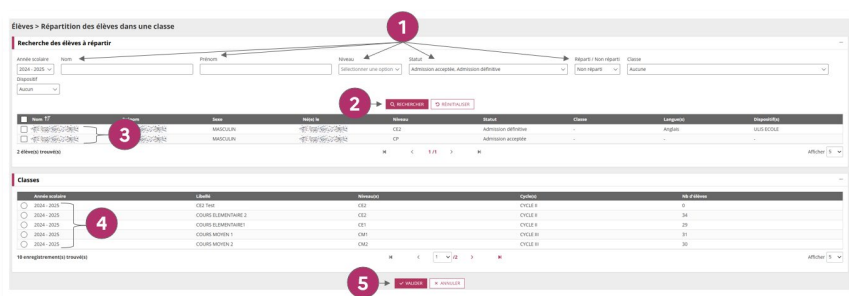 Élèves > Répartition des élèves dans une classe
1
Recherche des élèves à répartir
Année scolaire Nom Prénom Niveau Statut Réparti / Non réparti Classe
2024 - 2025 Sélectionner une option Admission acceptée, Admission définitive Non réparti Aucune
Dispositif
Aucun
2 RECHERCHER RÉINITIALISER
Nom Sexe Né(e) le Niveau Statut Classe Langue(s) Dispositif(s)
MASCULIN CE2 Admission définitive - Anglais ULIS ECOLE
3
MASCULIN CP Admission acceptée - - -
2 élève(s) trouvé(s) 1 /1 Afficher 5
Classes
Année scolaire Libellé Niveau(x) Cycle(s) Nb d'élèves
2024 - 2025 CE2 Test CE2 CYCLE II 0
2024 - 2025 COURS ELEMENTAIRE 2 CE2 CYCLE II 34
4
2024 - 2025 COURS ELEMENTAIRE1 CE1 CYCLE II 29
2024 - 2025 COURS MOYEN 1 CM1 CYCLE III 31
2024 - 2025 COURS MOYEN 2 CM2 CYCLE III 30
10 enregistrement(s) trouvé(s) 1 /2 Afficher 5
5 VALIDER ANNULER